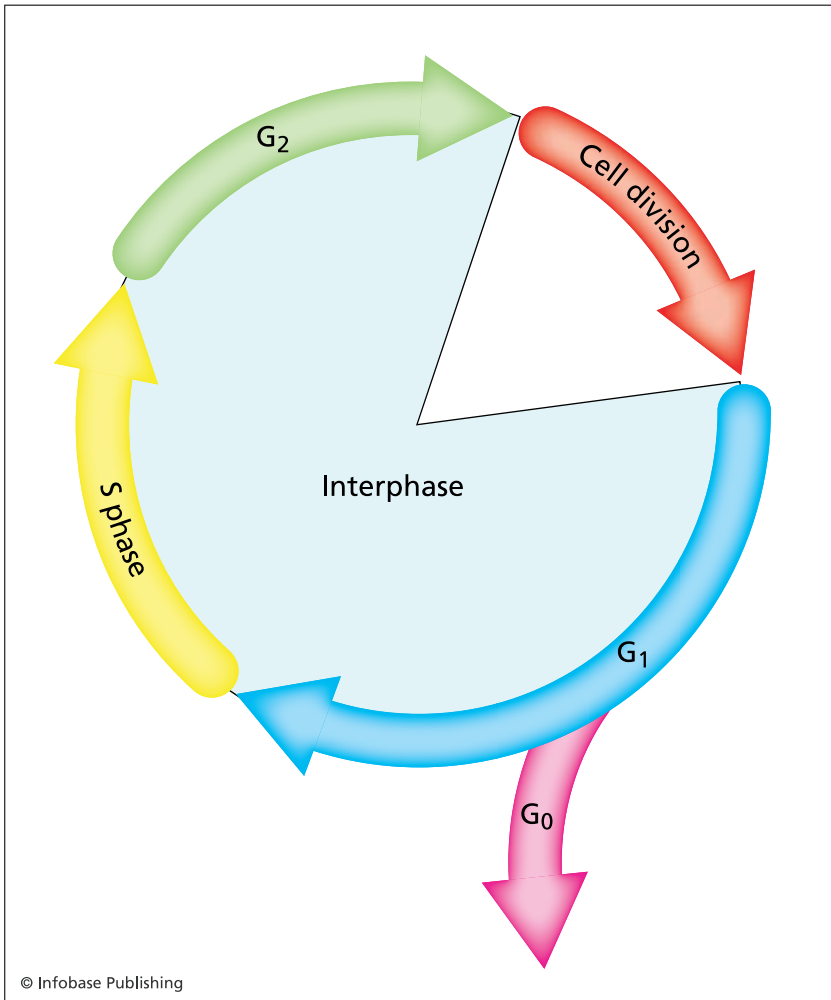 G₂
Cell division
Interphase
S phase
G₁
G₀
© Infobase Publishing